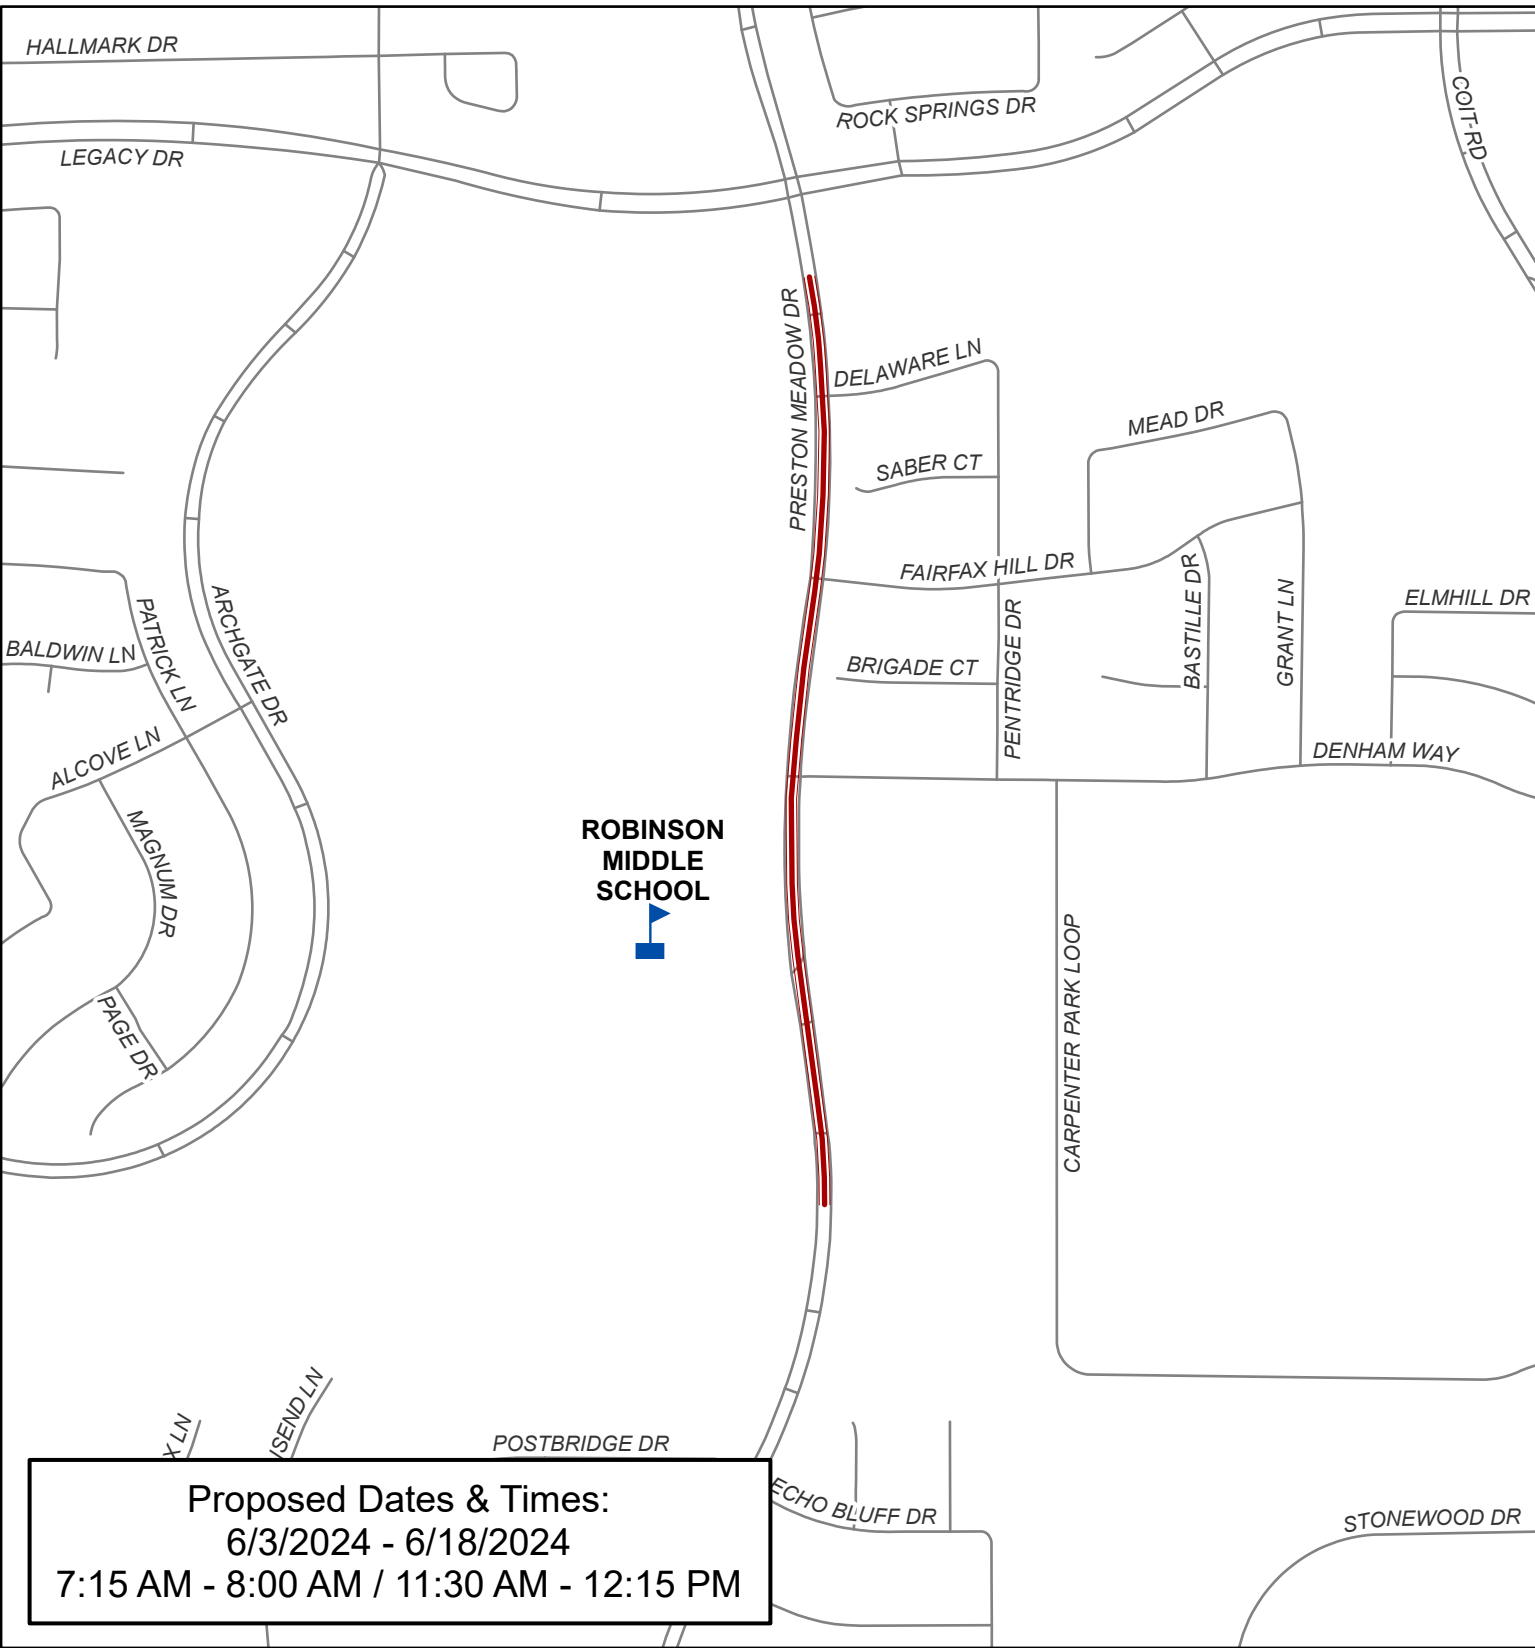 HALLMARK DR
LEGACY DR
ROCK SPRINGS DR
COIT RD
PRESTON MEADOW DR
DELAWARE LN
MEAD DR
SABER CT
FAIRFAX HILL DR
BASTILLE DR
GRANT LN
ELMHILL DR
PATRICK LN
ARCHGATE DR
BALDWIN LN
BRIGADE CT
PENTRIDGE DR
ALCOVE LN
DENHAM WAY
MAGNUM DR
ROBINSON
MIDDLE
SCHOOL
CARPENTER PARK LOOP
PAGE DR
X LN
SEND LN
POSTBRIDGE DR
ECHO BLUFF DR
STONEWOOD DR
Proposed Dates & Times:
6/3/2024 - 6/18/2024
7:15 AM - 8:00 AM / 11:30 AM - 12:15 PM